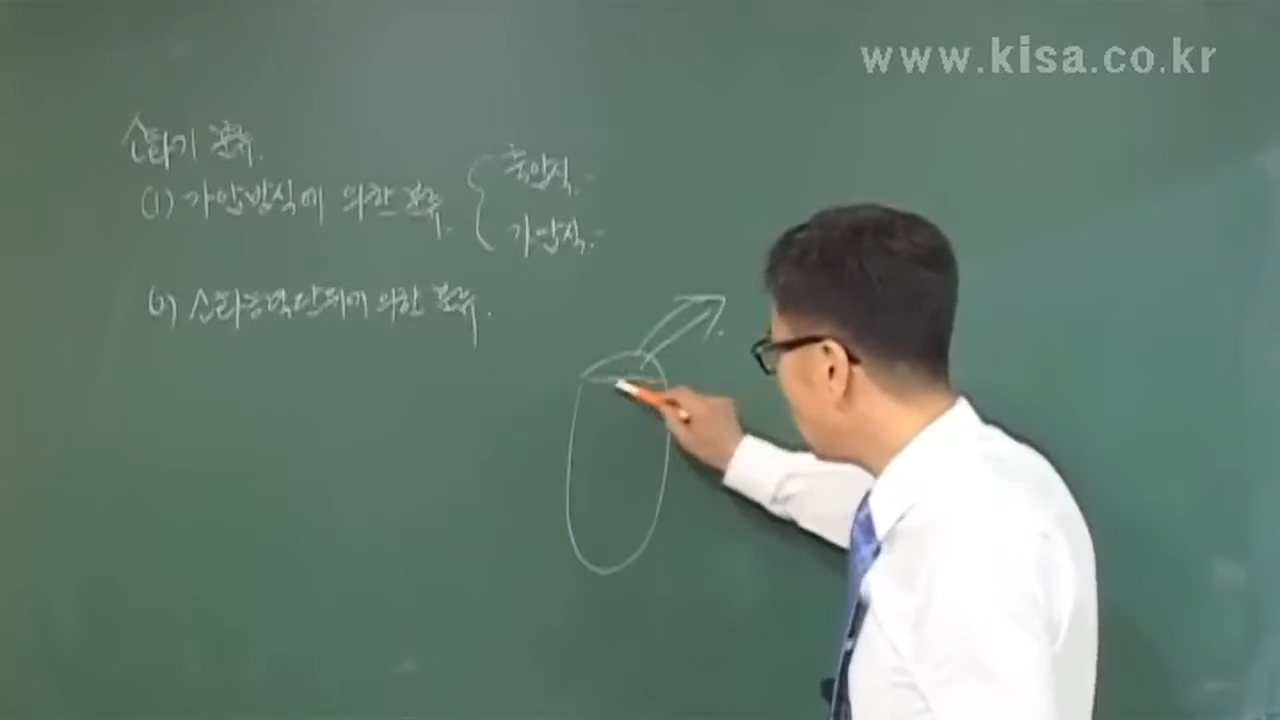 www.kisa.co.kr
소화기 분류.
(1) 가압방식에 의한 분류. { 축압식.
가압식.
(2) 소화능력단위에 의한 분류.